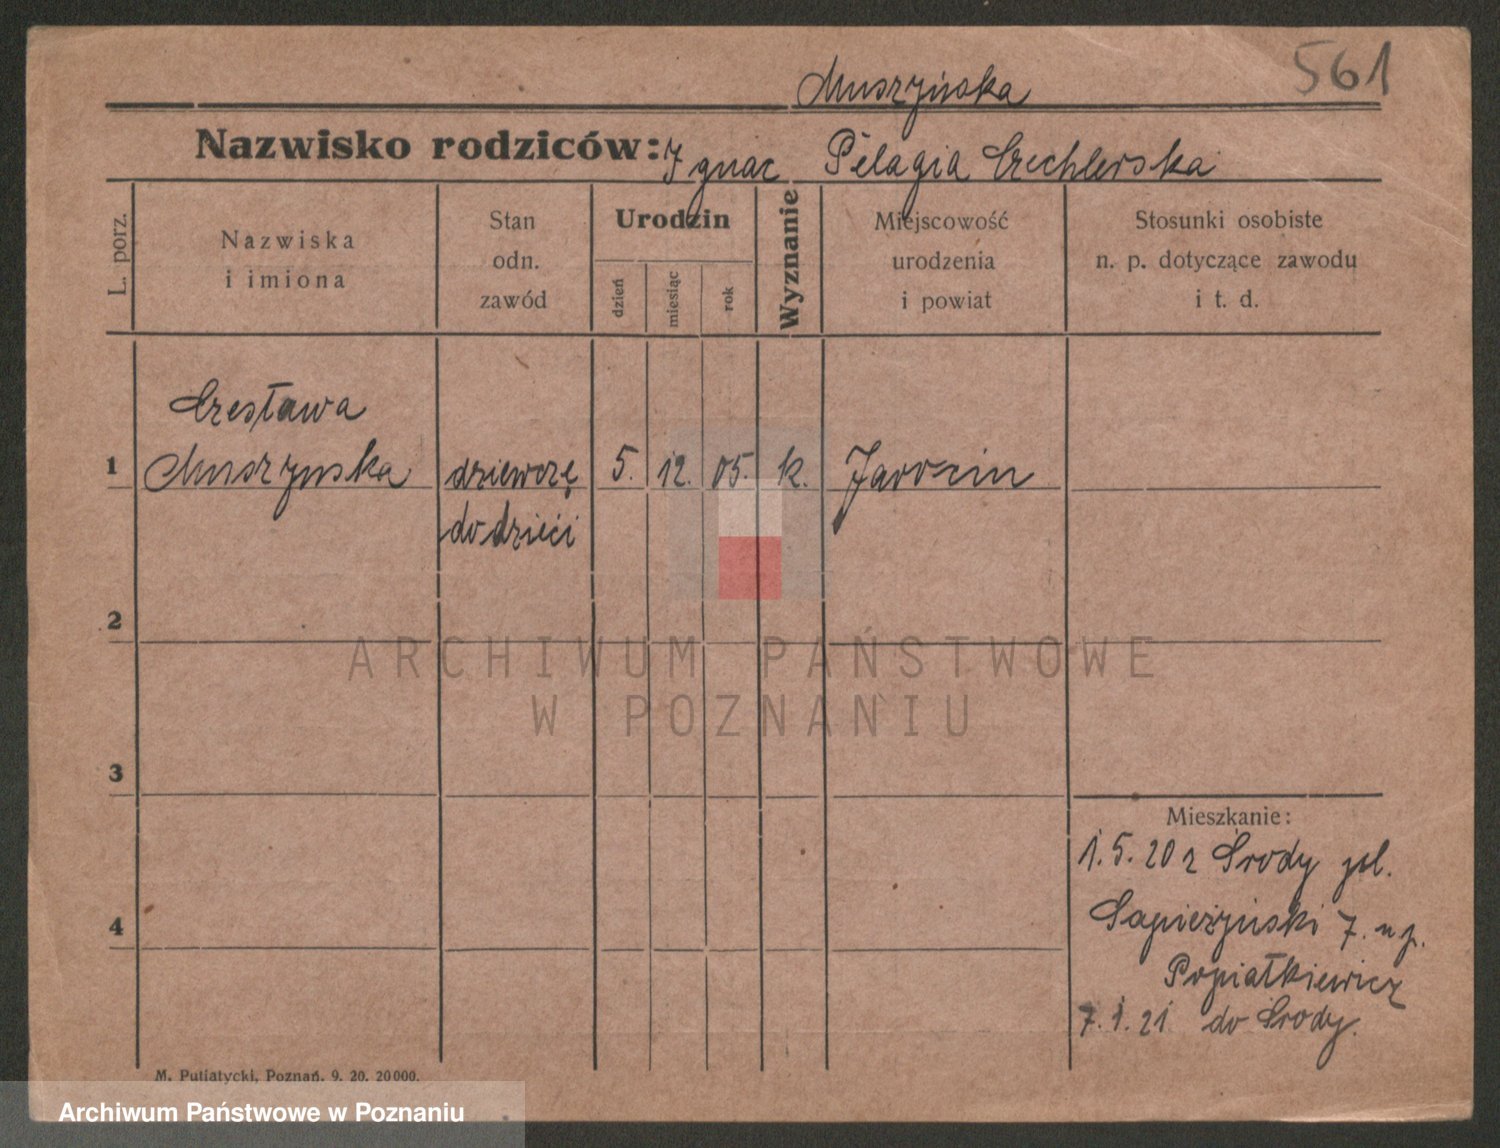 561
Muszyńska
Nazwisko rodziców: Ignac Pelagia Czechlerska
L. porz.
Nazwiska
i imiona
Stan
odn.
zawód
Urodzin
dzień
miesiąc
rok
Wyznanie
Miejscowość
urodzenia
i powiat
Stosunki osobiste
n. p. dotyczące zawodu
i t. d.
Czesława
1 Muszynska dziewczę 5. 12. 05. k. Jarocin
do dzieci
2
ARCHIWUM PAŃSTWOWE
W POZNANIU
3
Mieszkanie:
1.5.20 z Środy pl.
Sapieżyński 7. u p.
4
Popiatkiewicz
7.1.21 do Środy.
M. Putiatycki, Poznań. 9. 20. 20000.
Archiwum Państwowe w Poznaniu